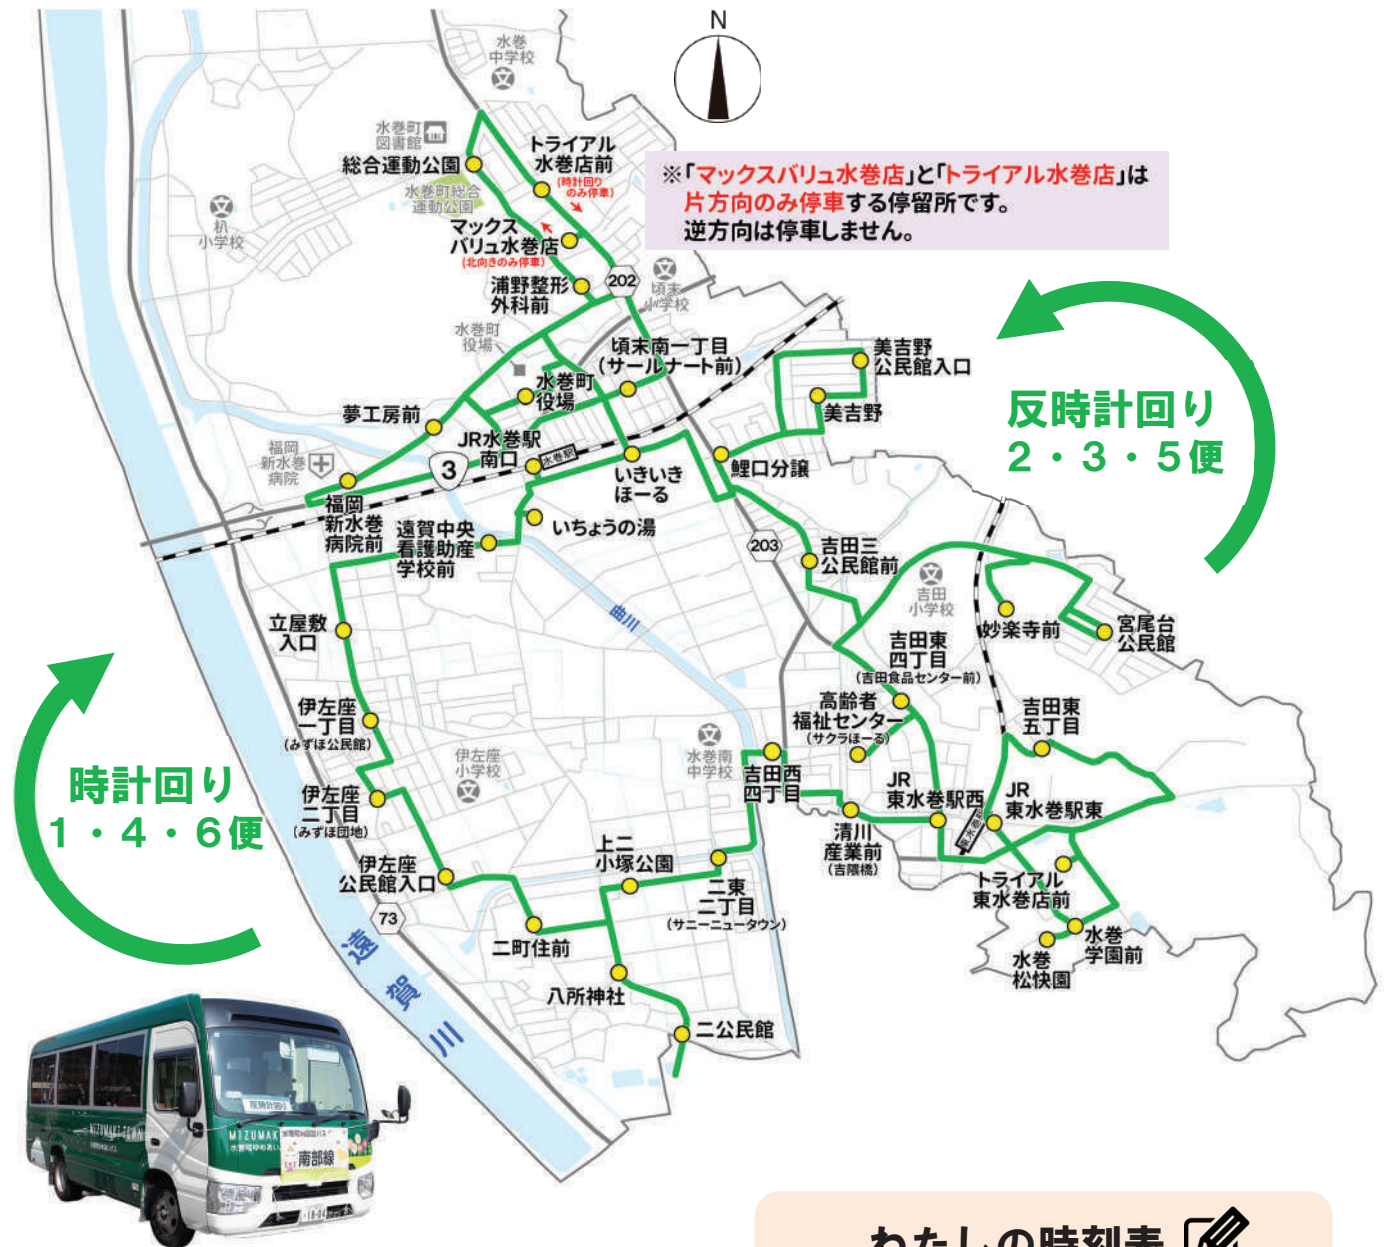 N
水巻
中学校
水巻町
図書館
総合運動公園
水巻町総合
運動公園
トライアル
水巻店前
(時計回り
のみ停車)
※「マックスバリュ水巻店」と「トライアル水巻店」は
片方向のみ停車する停留所です。
逆方向は停車しません。
杁
小学校
マックス
バリュ水巻店
(北向きのみ停車)
浦野整形
外科前
202
頃末
小学校
水巻町
役場
頃末南一丁目
(サールナート前)
美吉野
公民館入口
反時計回り
2・3・5便
水巻町
役場
美吉野
夢工房前
JR水巻駅
南口
水巻駅
3
福岡
新水巻
病院
いきいき
ほーる
鯉口分譲
福岡
新水巻
病院前
遠賀中央
看護助産
学校前
いちょうの湯
203
吉田三
公民館前
吉田
小学校
曲川
立屋敷
入口
妙楽寺前
宮尾台
公民館
吉田東
四丁目
(吉田食品センター前)
伊左座
一丁目
(みずほ公民館)
高齢者
福祉センター
(サクラほーる)
吉田東
五丁目
時計回り
1・4・6便
伊左座
小学校
水巻南
中学校
吉田西
四丁目
伊左座
二丁目
(みずほ団地)
JR
東水巻駅西
JR
東水巻駅東
東水巻駅
清川
産業前
(吉隈橋)
伊左座
公民館入口
上二
小塚公園
二東
二丁目
(サニーニュータウン)
トライアル
東水巻店前
73
二町住前
水巻
学園前
水巻
松快園
遠賀川
八所神社
二公民館
反時計回り
MIZUMAKI TOWN
MIZUMAK
南部線
わたしの時刻表